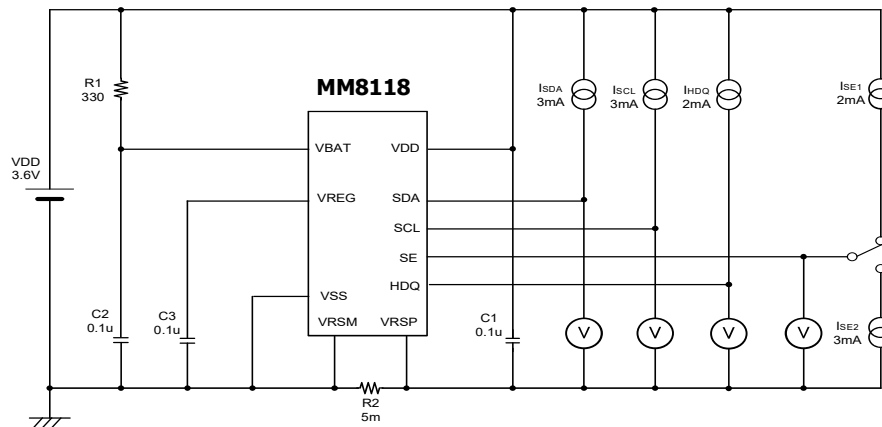 MM8118
R1
330
ISDA
3mA
ISCL
3mA
IHDQ
2mA
ISE1
2mA
VBAT
VDD
VDD
3.6V
VREG
SDA
SCL
SE
HDQ
VSS
VRSM
VRSP
C2
0.1u
C3
0.1u
C1
0.1u
V
V
V
V
ISE2
3mA
R2
5m